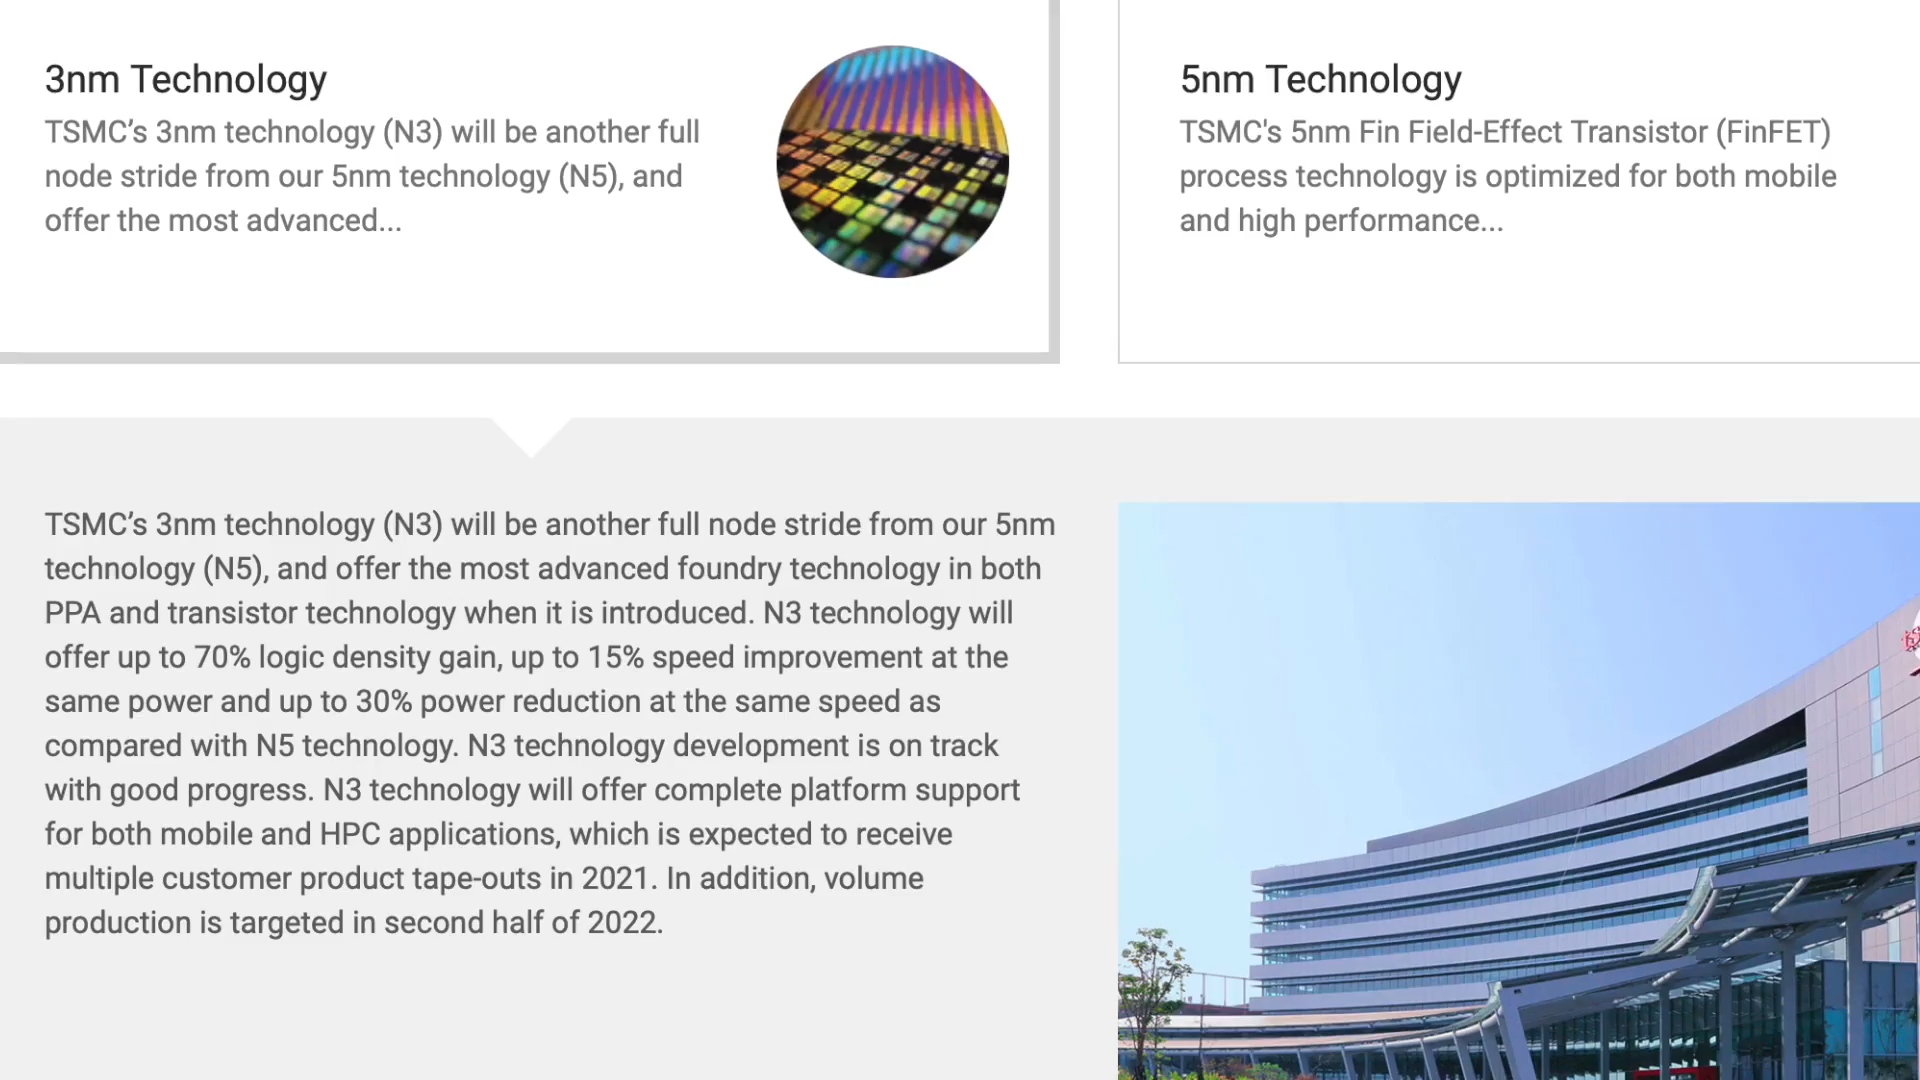 3nm Technology
TSMC’s 3nm technology (N3) will be another full
node stride from our 5nm technology (N5), and
offer the most advanced...
5nm Technology
TSMC's 5nm Fin Field-Effect Transistor (FinFET)
process technology is optimized for both mobile
and high performance...
TSMC’s 3nm technology (N3) will be another full node stride from our 5nm
technology (N5), and offer the most advanced foundry technology in both
PPA and transistor technology when it is introduced. N3 technology will
offer up to 70% logic density gain, up to 15% speed improvement at the
same power and up to 30% power reduction at the same speed as
compared with N5 technology. N3 technology development is on track
with good progress. N3 technology will offer complete platform support
for both mobile and HPC applications, which is expected to receive
multiple customer product tape-outs in 2021. In addition, volume
production is targeted in second half of 2022.